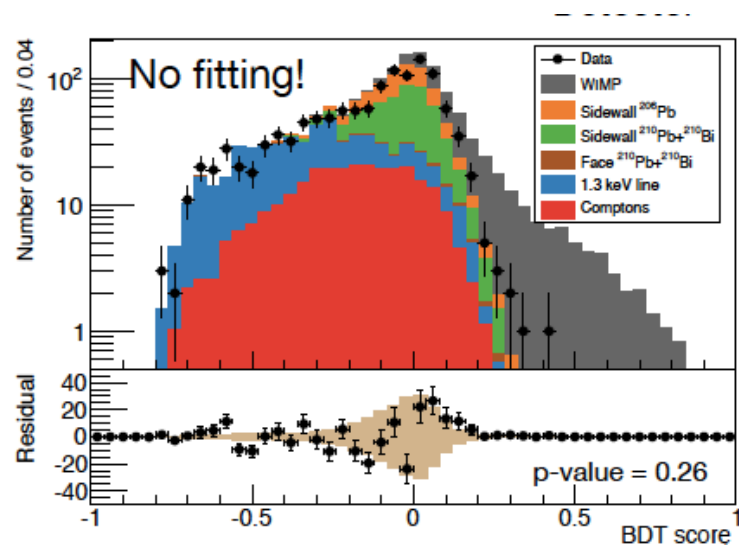 No fitting!
Number of events / 0.04
10²
10
1
Data
WIMP
Sidewall ²⁰⁶Pb
Sidewall ²¹⁰Pb+²¹⁰Bi
Face ²¹⁰Pb+²¹⁰Bi
1.3 keV line
Comptons
Residual
40
20
0
-20
-40
p-value = 0.26
-1 -0.5 0 0.5 1
BDT score